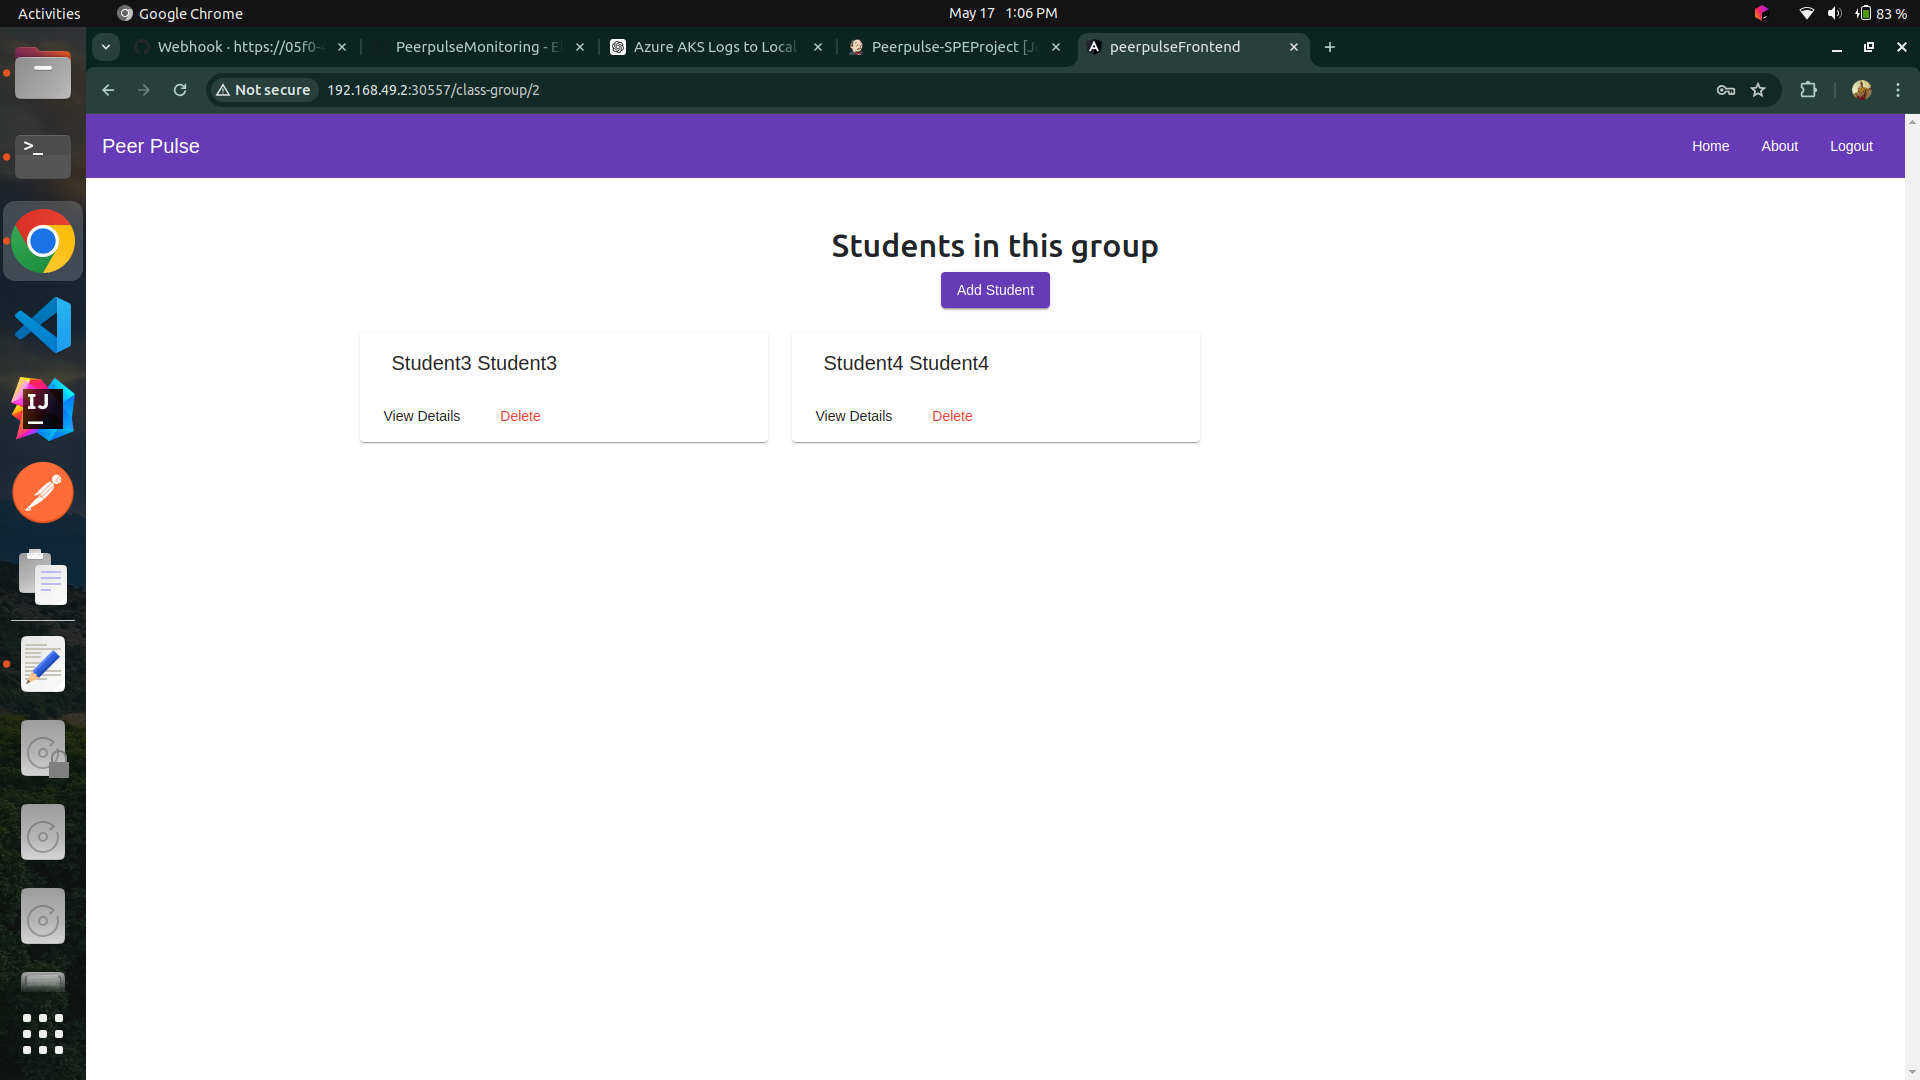 Activities
Google Chrome
May 17 1:06 PM
83 %
Webhook · https://05f0-
PeerpulseMonitoring - El
Azure AKS Logs to Local
Peerpulse-SPEProject [Je
peerpulseFrontend
Not secure
192.168.49.2:30557/class-group/2
Peer Pulse
Home
About
Logout
Students in this group
Add Student
Student3 Student3
View Details
Delete
Student4 Student4
View Details
Delete
>_
IJ